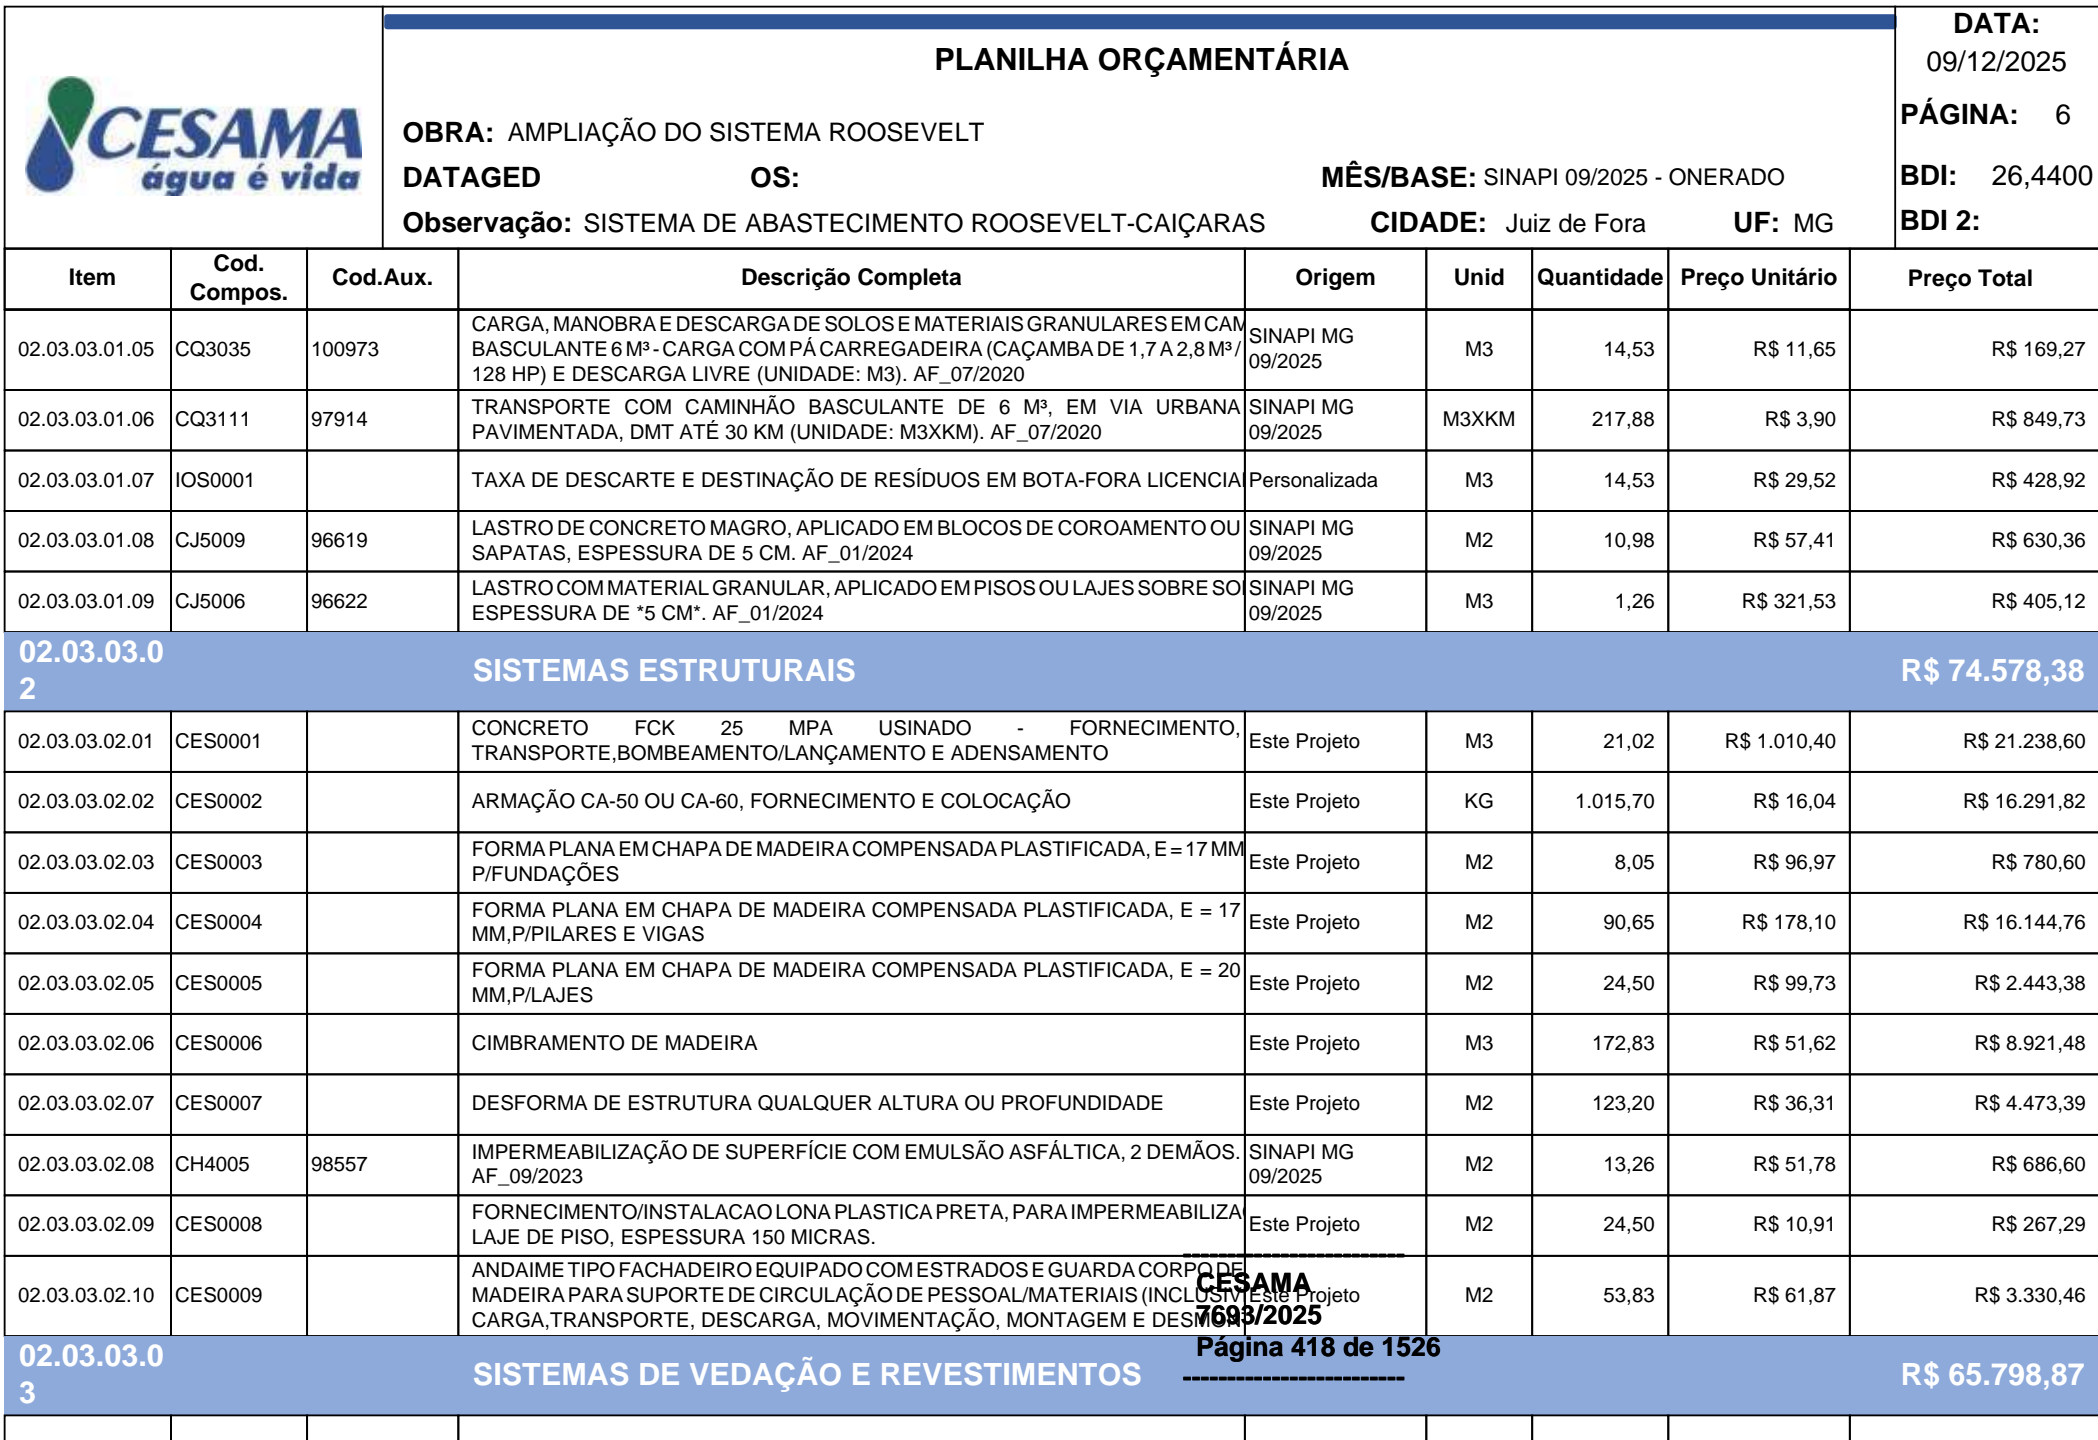 CESAMA
água é vida
PLANILHA ORÇAMENTÁRIA
OBRA: AMPLIAÇÃO DO SISTEMA ROOSEVELT
DATAGED OS: MÊS/BASE: SINAPI 09/2025 - ONERADO
Observação: SISTEMA DE ABASTECIMENTO ROOSEVELT-CAIÇARAS CIDADE: Juiz de Fora UF: MG
DATA:
09/12/2025
PÁGINA: 6
BDI: 26,4400
BDI 2:
Item Cod. Compos. Cod.Aux. Descrição Completa Origem Unid Quantidade Preço Unitário Preço Total
02.03.03.01.05 CQ3035 100973 CARGA, MANOBRA E DESCARGA DE SOLOS E MATERIAIS GRANULARES EM CAM
BASCULANTE 6 M³ - CARGA COM PÁ CARREGADEIRA (CAÇAMBA DE 1,7 A 2,8 M³ /
128 HP) E DESCARGA LIVRE (UNIDADE: M3). AF_07/2020
SINAPI MG
09/2025
M3 14,53 R$ 11,65 R$ 169,27
02.03.03.01.06 CQ3111 97914 TRANSPORTE COM CAMINHÃO BASCULANTE DE 6 M³, EM VIA URBANA
PAVIMENTADA, DMT ATÉ 30 KM (UNIDADE: M3XKM). AF_07/2020
SINAPI MG
09/2025
M3XKM 217,88 R$ 3,90 R$ 849,73
02.03.03.01.07 IOS0001 TAXA DE DESCARTE E DESTINAÇÃO DE RESÍDUOS EM BOTA-FORA LICENCIA Personalizada M3 14,53 R$ 29,52 R$ 428,92
02.03.03.01.08 CJ5009 96619 LASTRO DE CONCRETO MAGRO, APLICADO EM BLOCOS DE COROAMENTO OU
SAPATAS, ESPESSURA DE 5 CM. AF_01/2024
SINAPI MG
09/2025
M2 10,98 R$ 57,41 R$ 630,36
02.03.03.01.09 CJ5006 96622 LASTRO COM MATERIAL GRANULAR, APLICADO EM PISOS OU LAJES SOBRE SO
ESPESSURA DE *5 CM*. AF_01/2024
SINAPI MG
09/2025
M3 1,26 R$ 321,53 R$ 405,12
02.03.03.0
2
SISTEMAS ESTRUTURAIS R$ 74.578,38
02.03.03.02.01 CES0001 CONCRETO FCK 25 MPA USINADO - FORNECIMENTO,
TRANSPORTE,BOMBEAMENTO/LANÇAMENTO E ADENSAMENTO
Este Projeto M3 21,02 R$ 1.010,40 R$ 21.238,60
02.03.03.02.02 CES0002 ARMAÇÃO CA-50 OU CA-60, FORNECIMENTO E COLOCAÇÃO Este Projeto KG 1.015,70 R$ 16,04 R$ 16.291,82
02.03.03.02.03 CES0003 FORMA PLANA EM CHAPA DE MADEIRA COMPENSADA PLASTIFICADA, E = 17 MM
P/FUNDAÇÕES
Este Projeto M2 8,05 R$ 96,97 R$ 780,60
02.03.03.02.04 CES0004 FORMA PLANA EM CHAPA DE MADEIRA COMPENSADA PLASTIFICADA, E = 17
MM,P/PILARES E VIGAS
Este Projeto M2 90,65 R$ 178,10 R$ 16.144,76
02.03.03.02.05 CES0005 FORMA PLANA EM CHAPA DE MADEIRA COMPENSADA PLASTIFICADA, E = 20
MM,P/LAJES
Este Projeto M2 24,50 R$ 99,73 R$ 2.443,38
02.03.03.02.06 CES0006 CIMBRAMENTO DE MADEIRA Este Projeto M3 172,83 R$ 51,62 R$ 8.921,48
02.03.03.02.07 CES0007 DESFORMA DE ESTRUTURA QUALQUER ALTURA OU PROFUNDIDADE Este Projeto M2 123,20 R$ 36,31 R$ 4.473,39
02.03.03.02.08 CH4005 98557 IMPERMEABILIZAÇÃO DE SUPERFÍCIE COM EMULSÃO ASFÁLTICA, 2 DEMÃOS.
AF_09/2023
SINAPI MG
09/2025
M2 13,26 R$ 51,78 R$ 686,60
02.03.03.02.09 CES0008 FORNECIMENTO/INSTALACAO LONA PLASTICA PRETA, PARA IMPERMEABILIZA
LAJE DE PISO, ESPESSURA 150 MICRAS.
Este Projeto M2 24,50 R$ 10,91 R$ 267,29
02.03.03.02.10 CES0009 ANDAIME TIPO FACHADEIRO EQUIPADO COM ESTRADOS E GUARDA CORPO DE
MADEIRA PARA SUPORTE DE CIRCULAÇÃO DE PESSOAL/MATERIAIS (INCLUSIV
CARGA,TRANSPORTE, DESCARGA, MOVIMENTAÇÃO, MONTAGEM E DESMONT
Este Projeto M2 53,83 R$ 61,87 R$ 3.330,46
-------------------------
CESAMA
7693/2025
Página 418 de 1526
-------------------------
02.03.03.0
3
SISTEMAS DE VEDAÇÃO E REVESTIMENTOS R$ 65.798,87